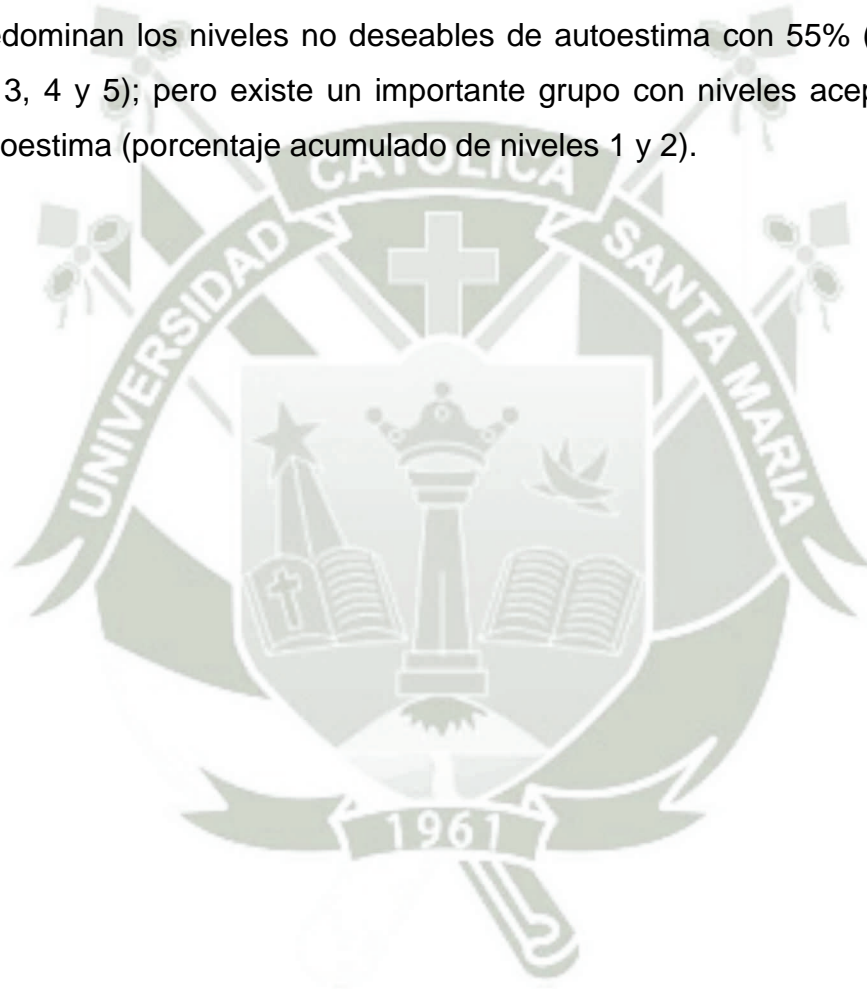 edominan los niveles no deseables de autoestima con 55% (
3, 4 y 5); pero existe un importante grupo con niveles acep
oestima (porcentaje acumulado de niveles 1 y 2).
UNIVERSIDAD CATOLICA SANTA MARIA
1961